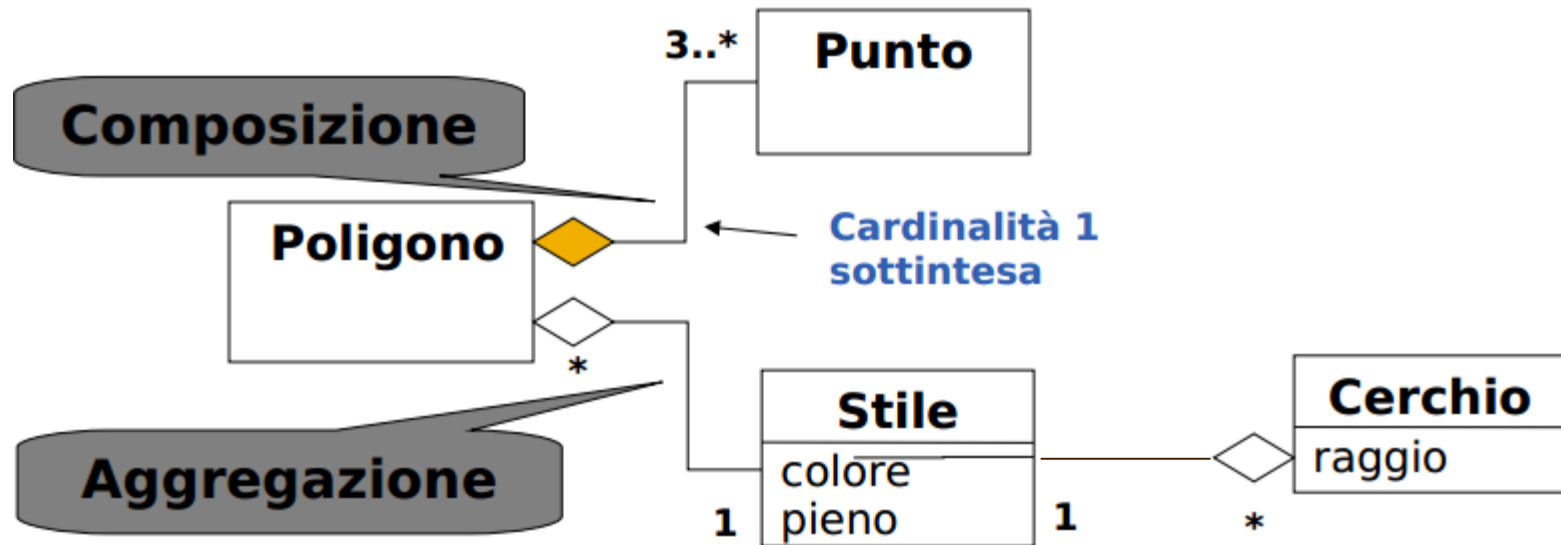 3..*
Punto
Composizione
Poligono
Cardinalità 1
sottintesa
*
Stile
colore
pieno
Cerchio
raggio
Aggregazione
1
1
*